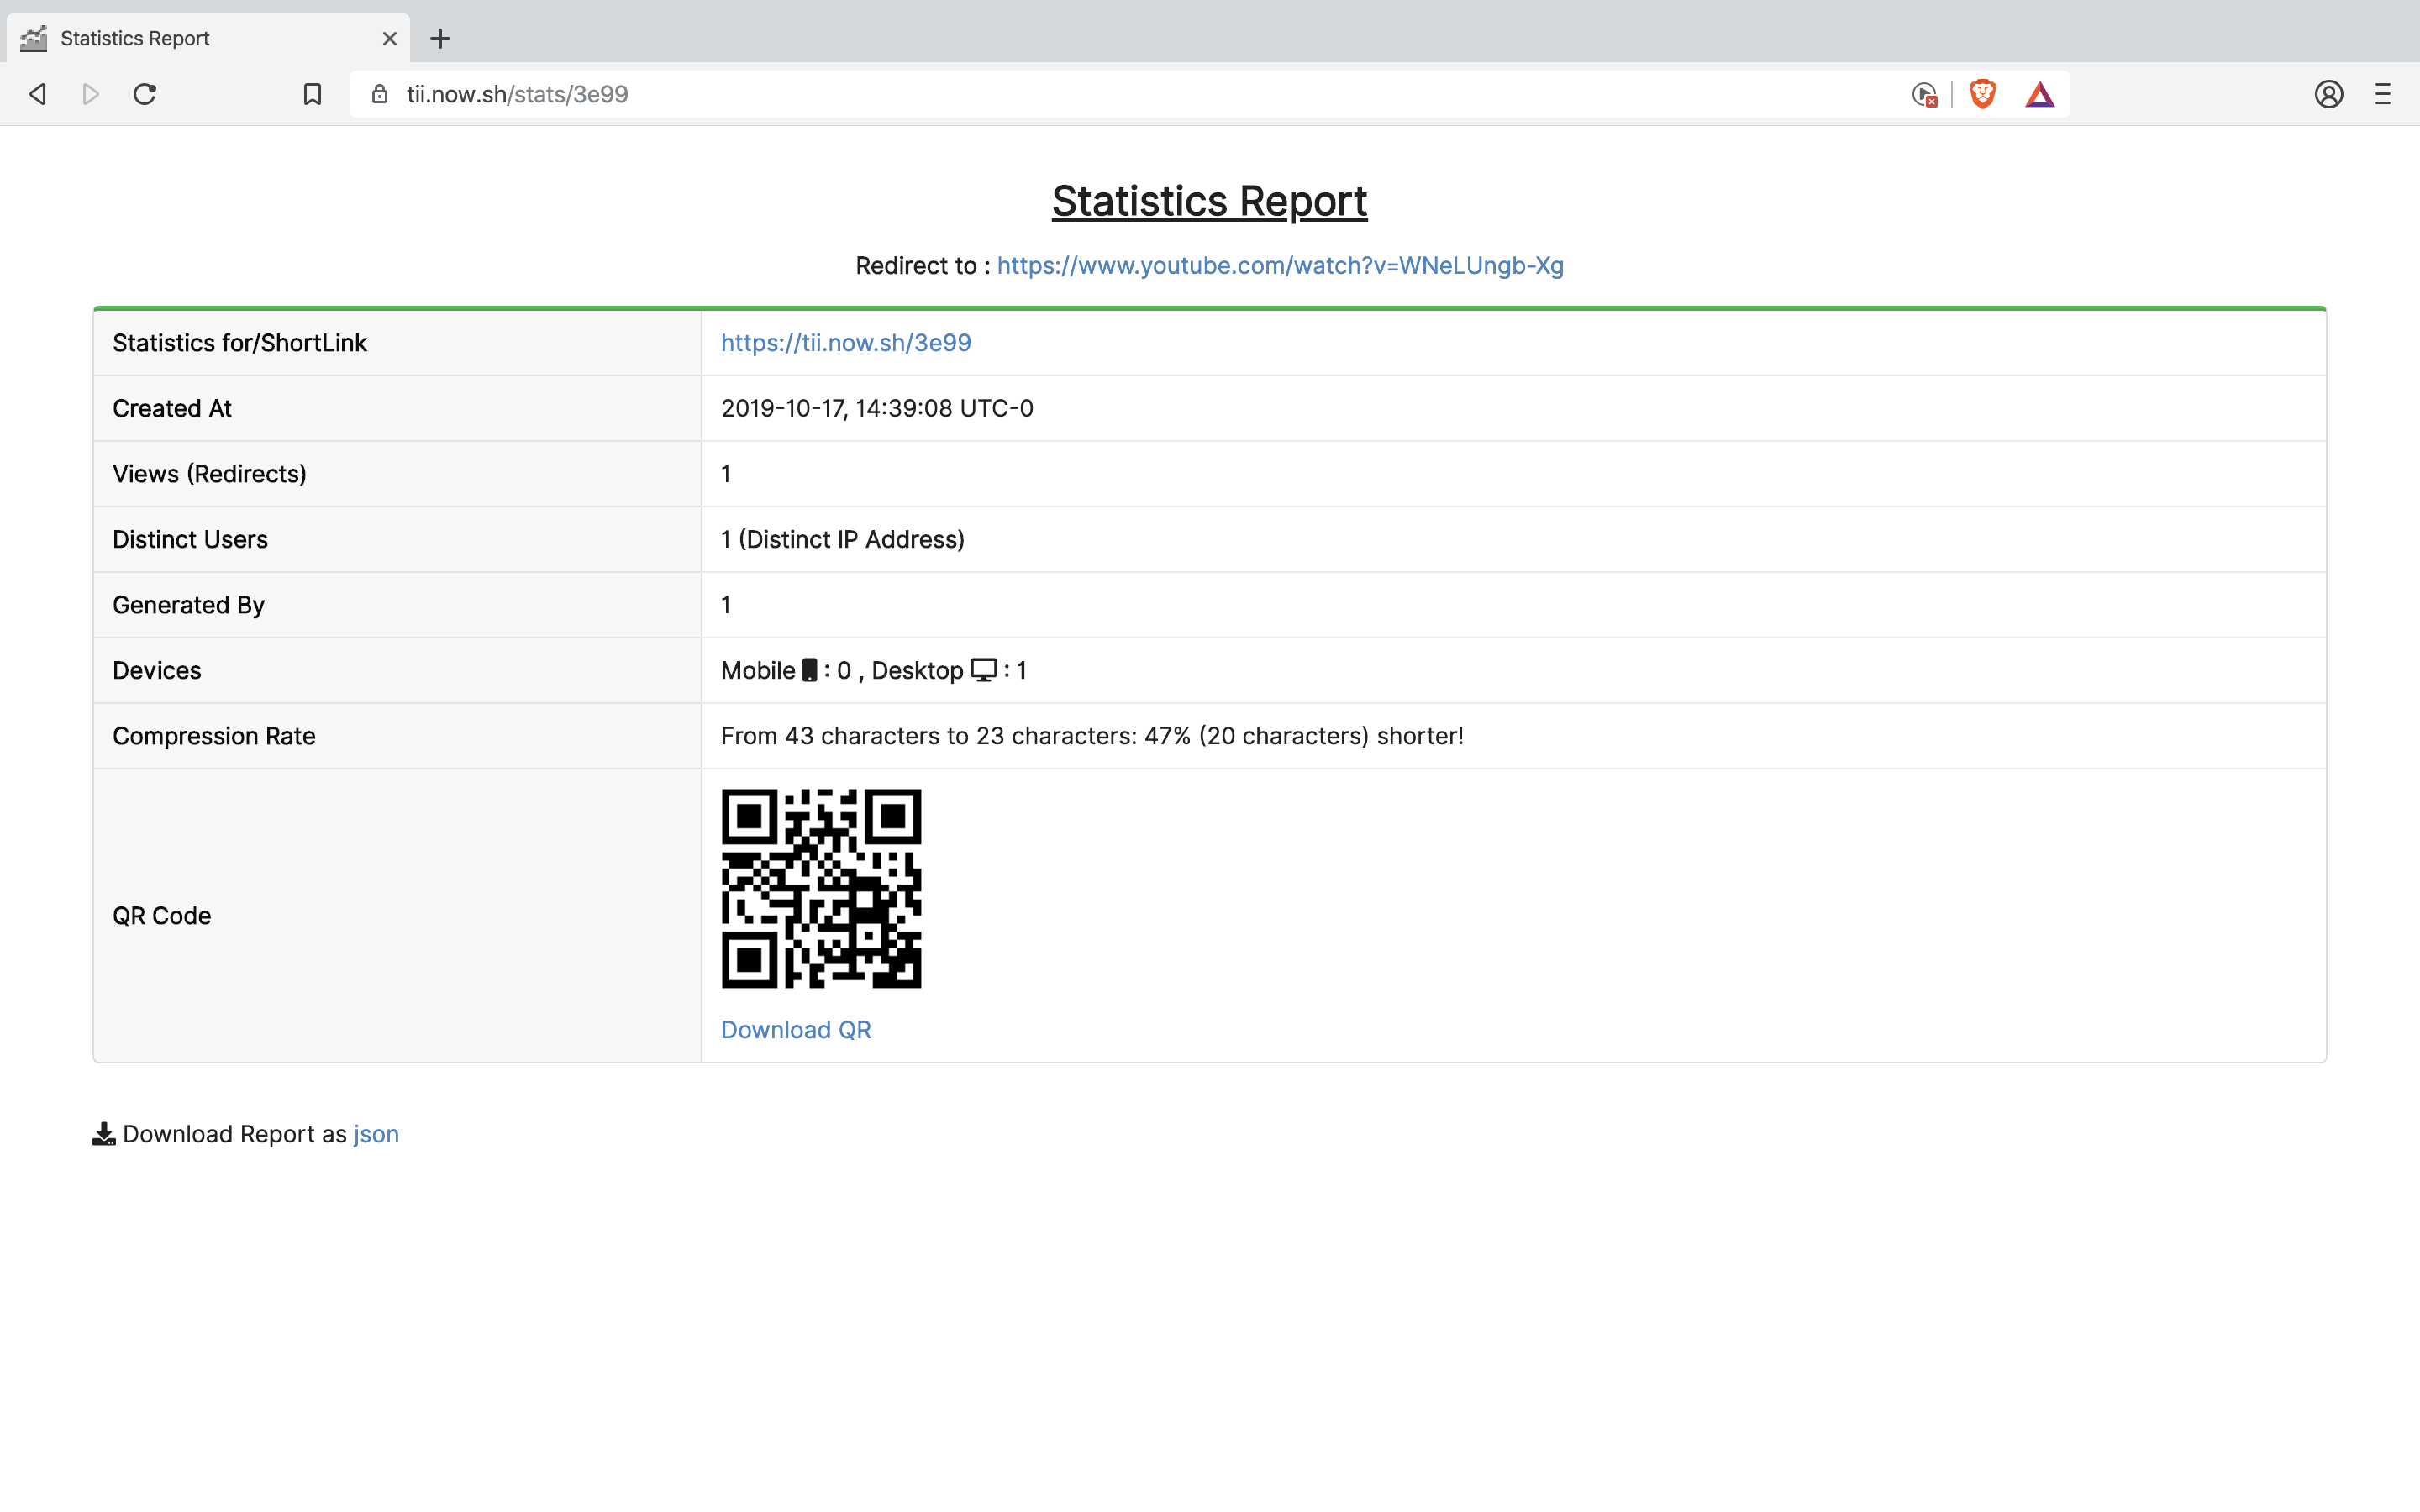 Statistics Report
tii.now.sh/stats/3e99
Statistics Report
Redirect to : https://www.youtube.com/watch?v=WNeLUngb-Xg
Statistics for/ShortLink https://tii.now.sh/3e99
Created At 2019-10-17, 14:39:08 UTC-0
Views (Redirects) 1
Distinct Users 1 (Distinct IP Address)
Generated By 1
Devices Mobile : 0 , Desktop : 1
Compression Rate From 43 characters to 23 characters: 47% (20 characters) shorter!
QR Code
Download QR
Download Report as json